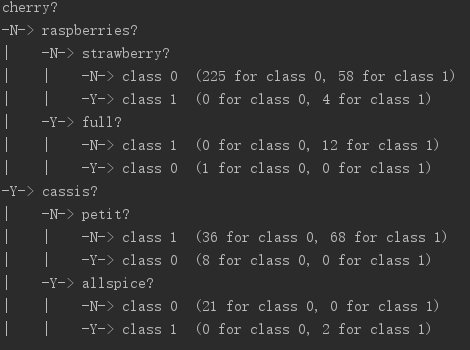 cherry?
-N-> raspberries?
|    -N-> strawberry?
|    |    -N-> class 0  (225 for class 0, 58 for class 1)
|    |    -Y-> class 1  (0 for class 0, 4 for class 1)
|    -Y-> full?
|    |    -N-> class 1  (0 for class 0, 12 for class 1)
|    |    -Y-> class 0  (1 for class 0, 0 for class 1)
-Y-> cassis?
|    -N-> petit?
|    |    -N-> class 1  (36 for class 0, 68 for class 1)
|    |    -Y-> class 0  (8 for class 0, 0 for class 1)
|    -Y-> allspice?
|    |    -N-> class 0  (21 for class 0, 0 for class 1)
|    |    -Y-> class 1  (0 for class 0, 2 for class 1)